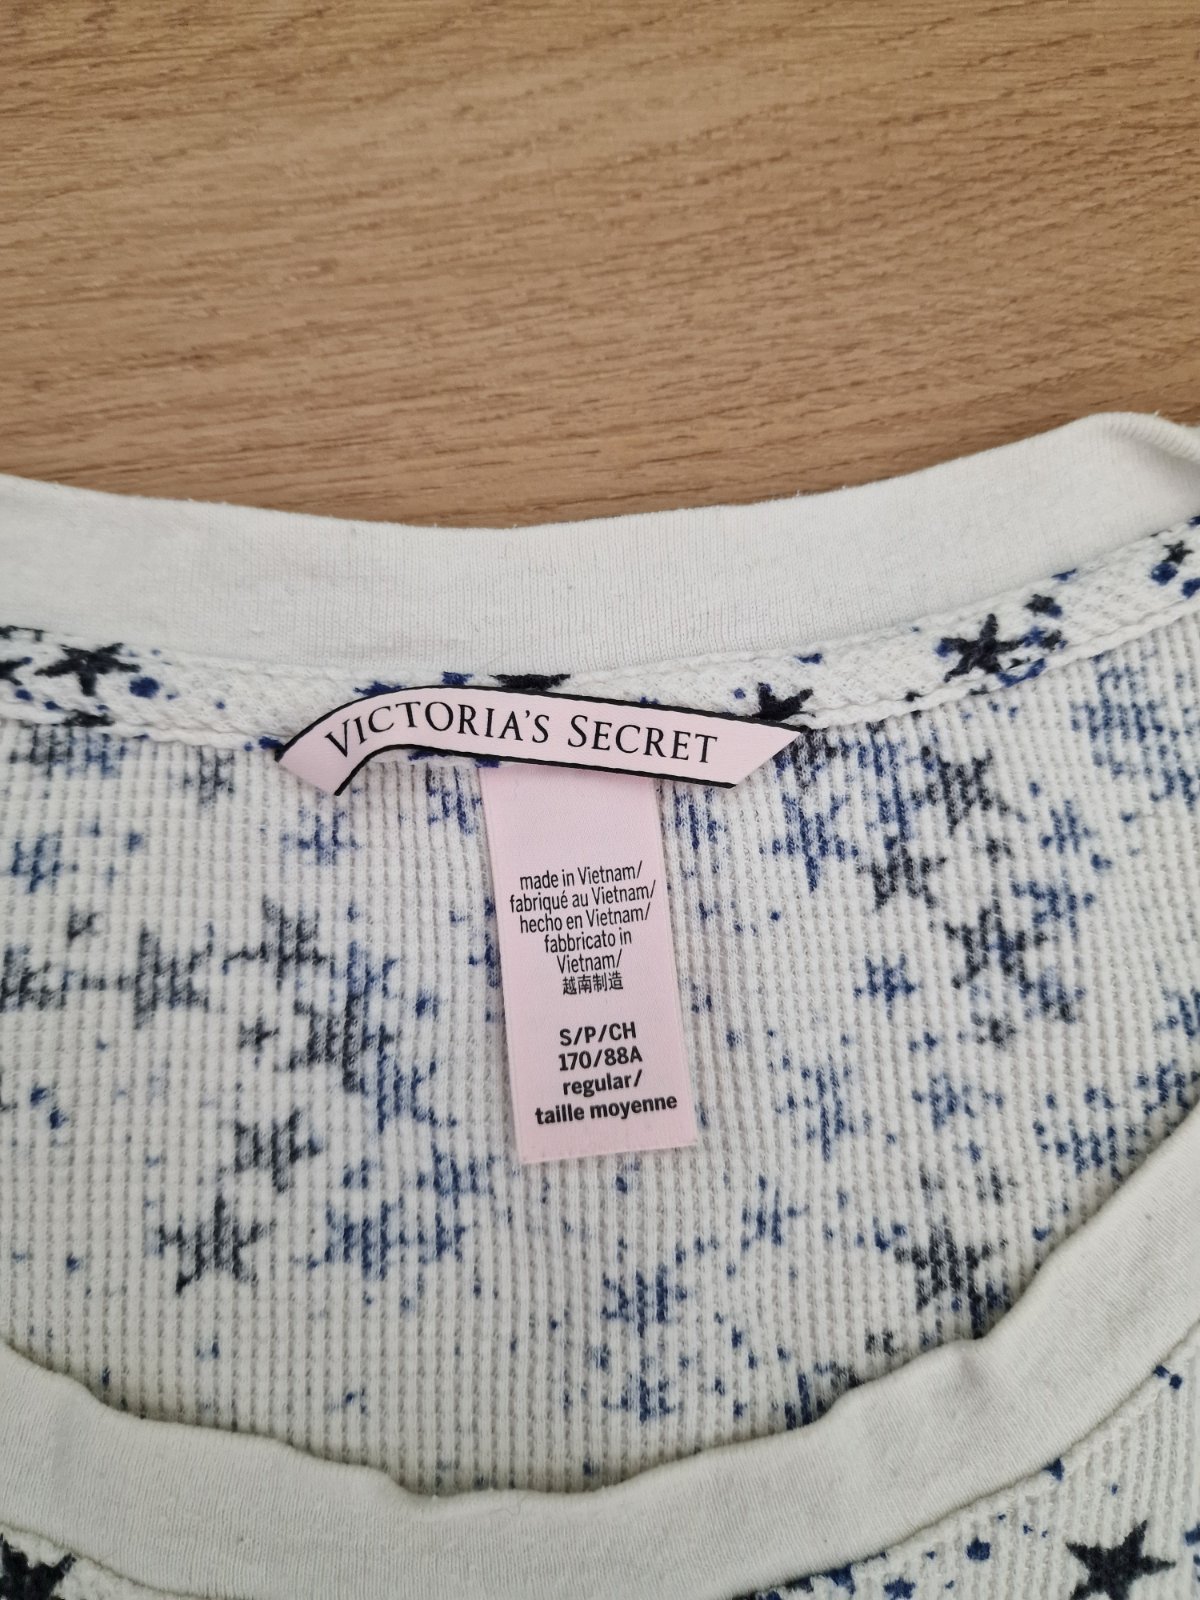 VICTORIA'S SECRET
made in Vietnam/
fabriqué au Vietnam/
hecho en Vietnam/
fabbricato in
Vietnam/
越南制造
S/P/CH
170/88A
regular/
taille moyenne